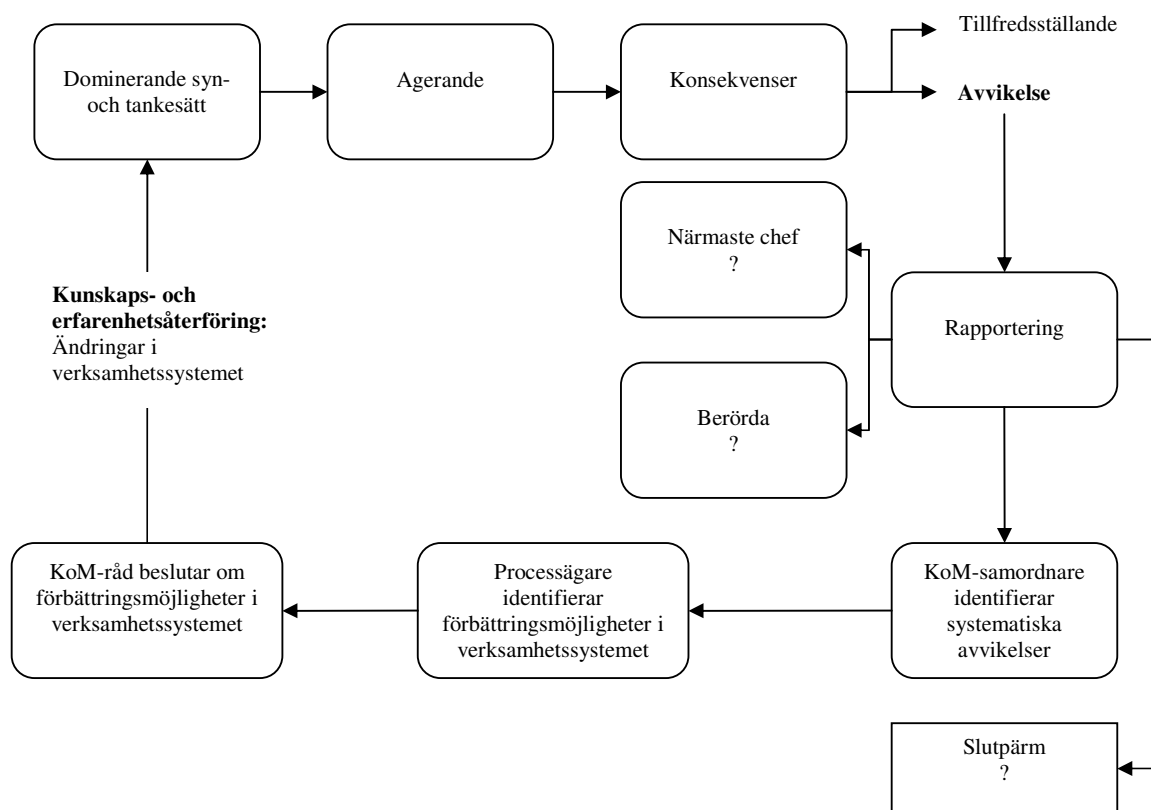 Dominerande syn-
och tankesätt
Agerande
Konsekvenser
Tillfredsställande
Avvikelse
Närmaste chef
?
Kunskaps- och
erfarenhetsåterföring:
Ändringar i
verksamhetssystemet
Rapportering
Berörda
?
KoM-råd beslutar om
förbättringsmöjligheter i
verksamhetssystemet
Processägare
identifierar
förbättringsmöjligheter i
verksamhetssystemet
KoM-samordnare
identifierar
systematiska
avvikelser
Slutpärm
?